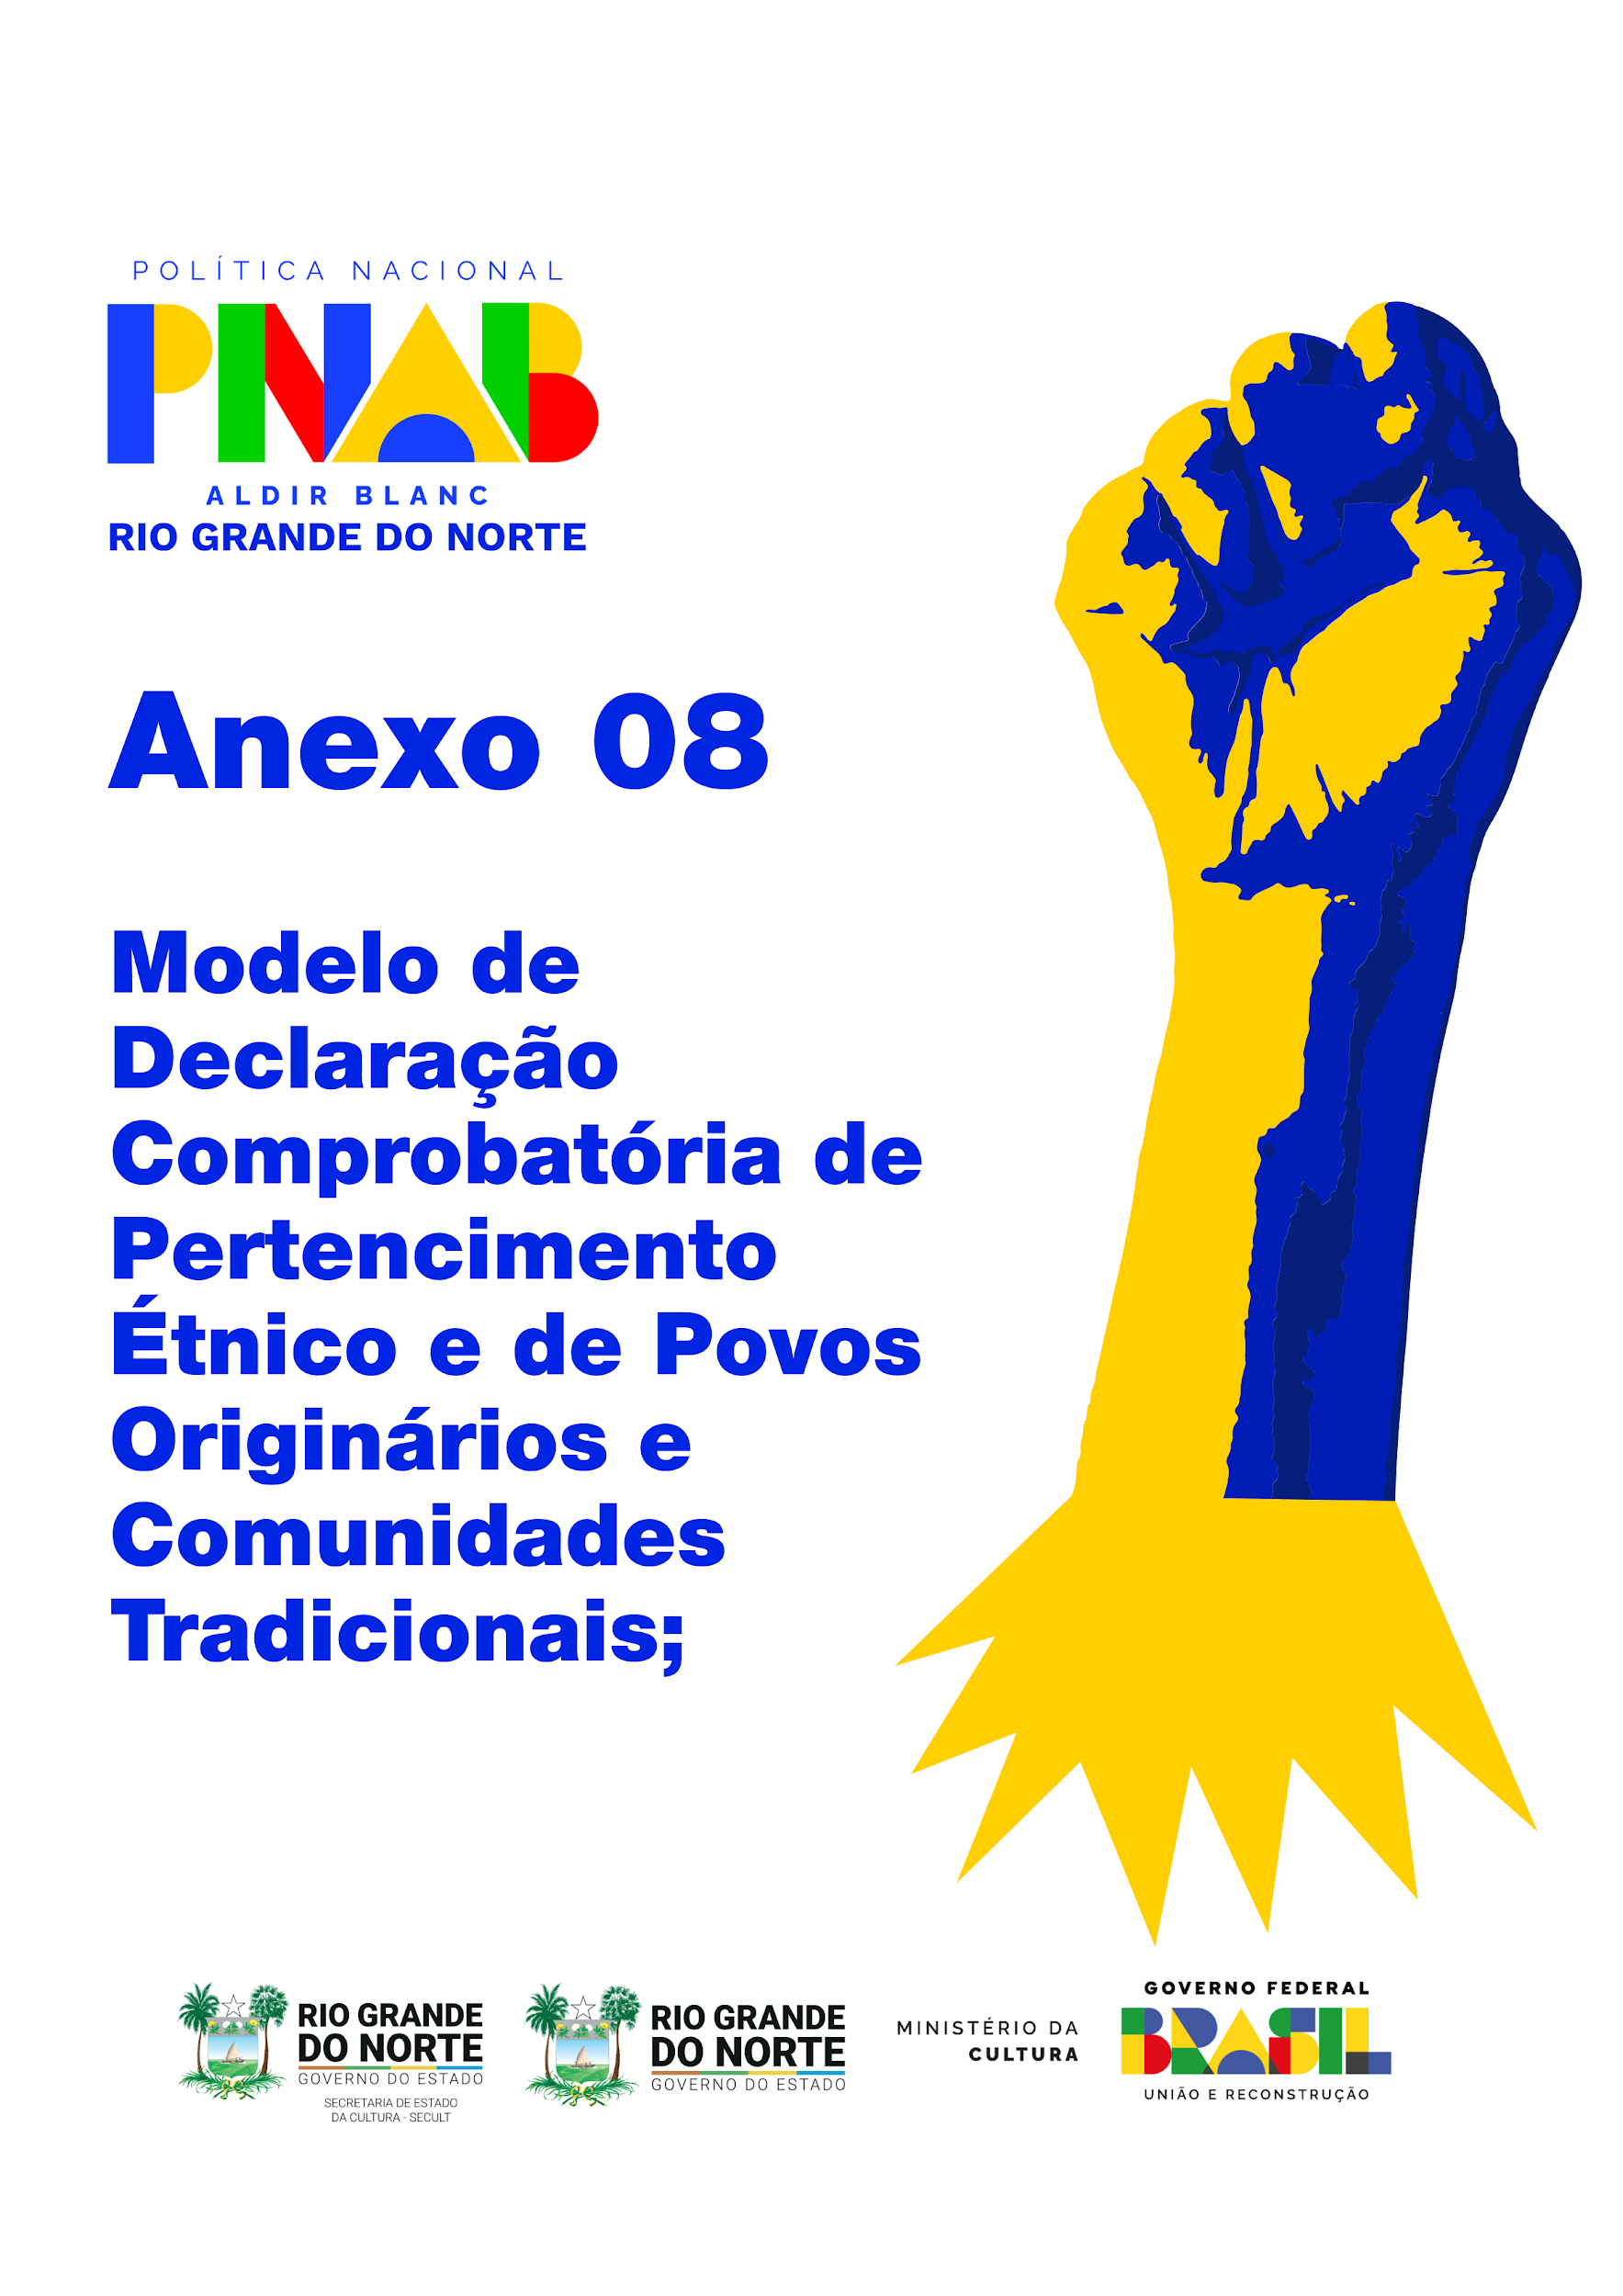 POLÍTICA NACIONAL
PNAB
ALDIR BLANC
RIO GRANDE DO NORTE
Anexo 08
Modelo de
Declaração
Comprobatória de
Pertencimento
Étnico e de Povos
Originários e
Comunidades
Tradicionais;
RIO GRANDE
DO NORTE
GOVERNO DO ESTADO
SECRETARIA DE ESTADO
DA CULTURA - SECULT
RIO GRANDE
DO NORTE
GOVERNO DO ESTADO
MINISTÉRIO DA
CULTURA
GOVERNO FEDERAL
BRASIL
UNIÃO E RECONSTRUÇÃO